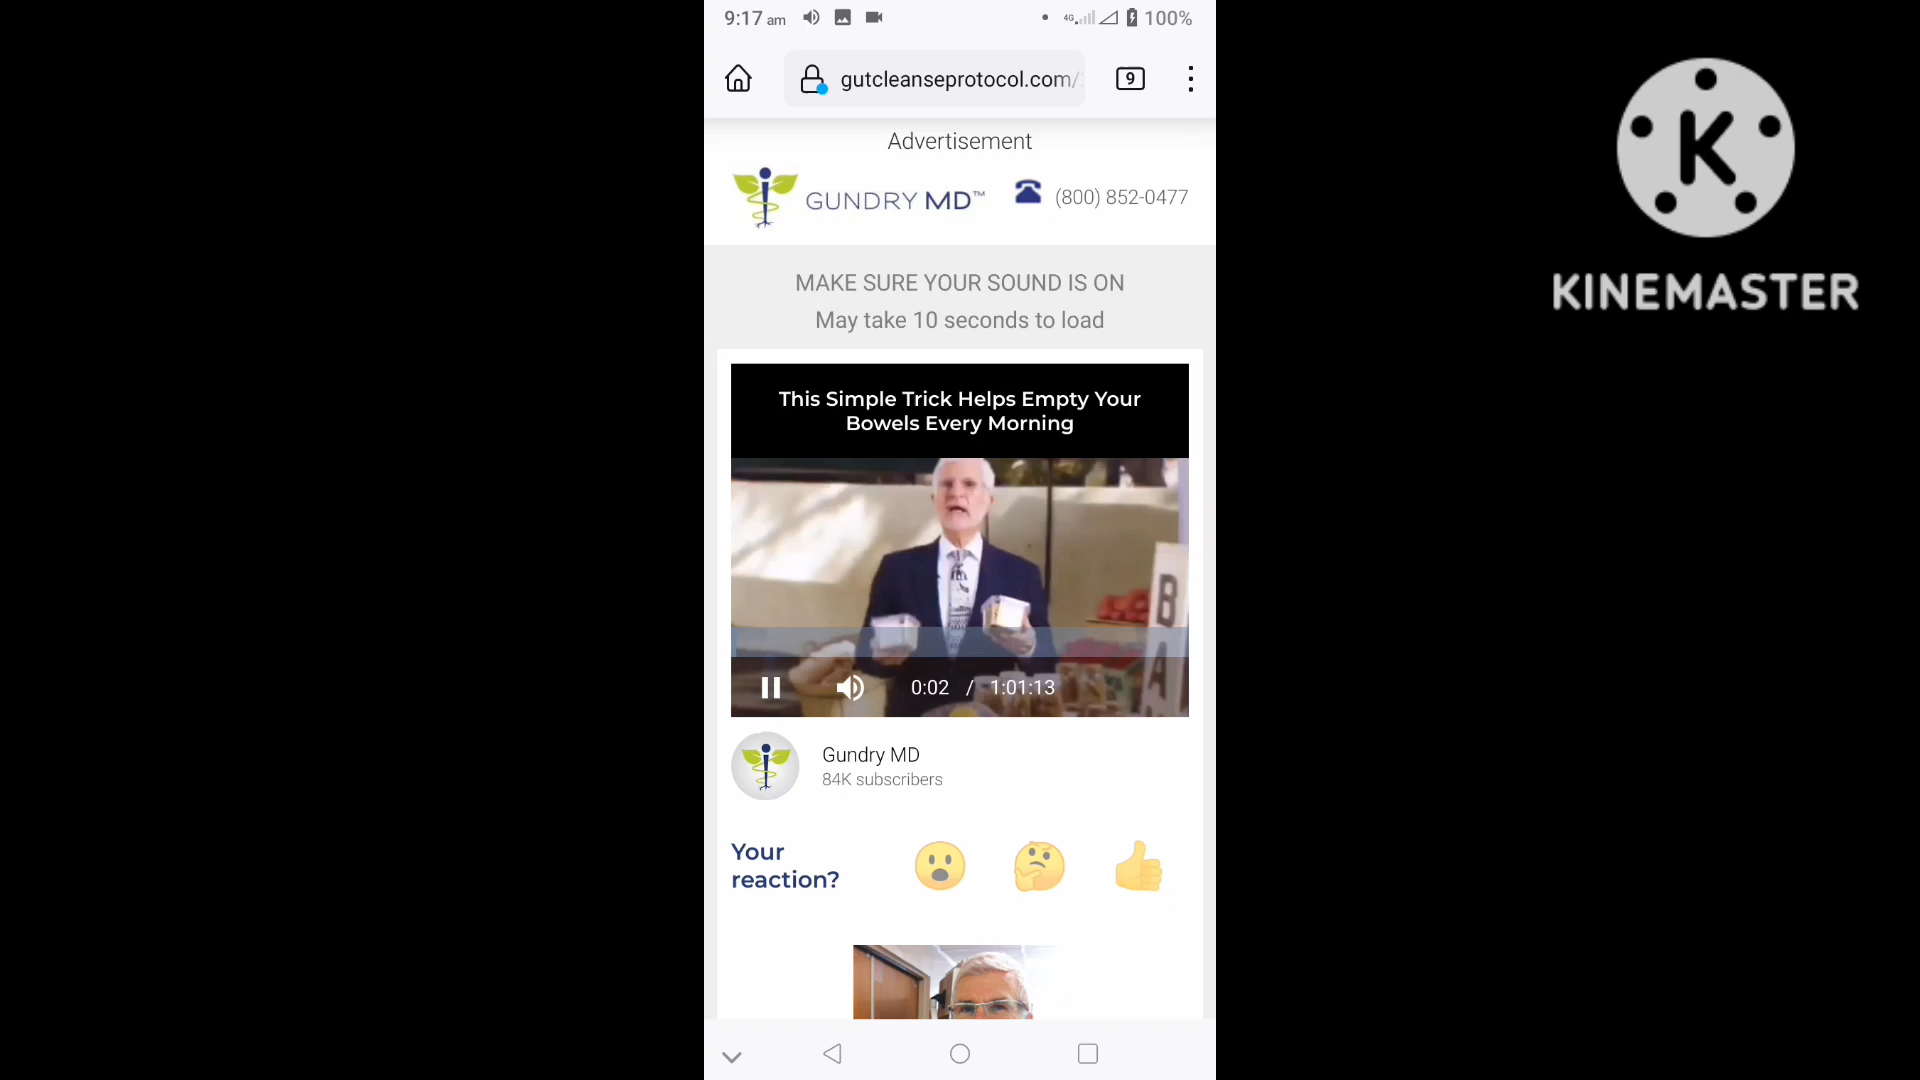 9:17 am
4G 100%
gutcleanseprotocol.com/
9
Advertisement
GUNDRY MD™
(800) 852-0477
MAKE SURE YOUR SOUND IS ON
May take 10 seconds to load
This Simple Trick Helps Empty Your
Bowels Every Morning
B
A
0:02 / 1:01:13
Gundry MD
84K subscribers
Your
reaction?
K
KINEMASTER